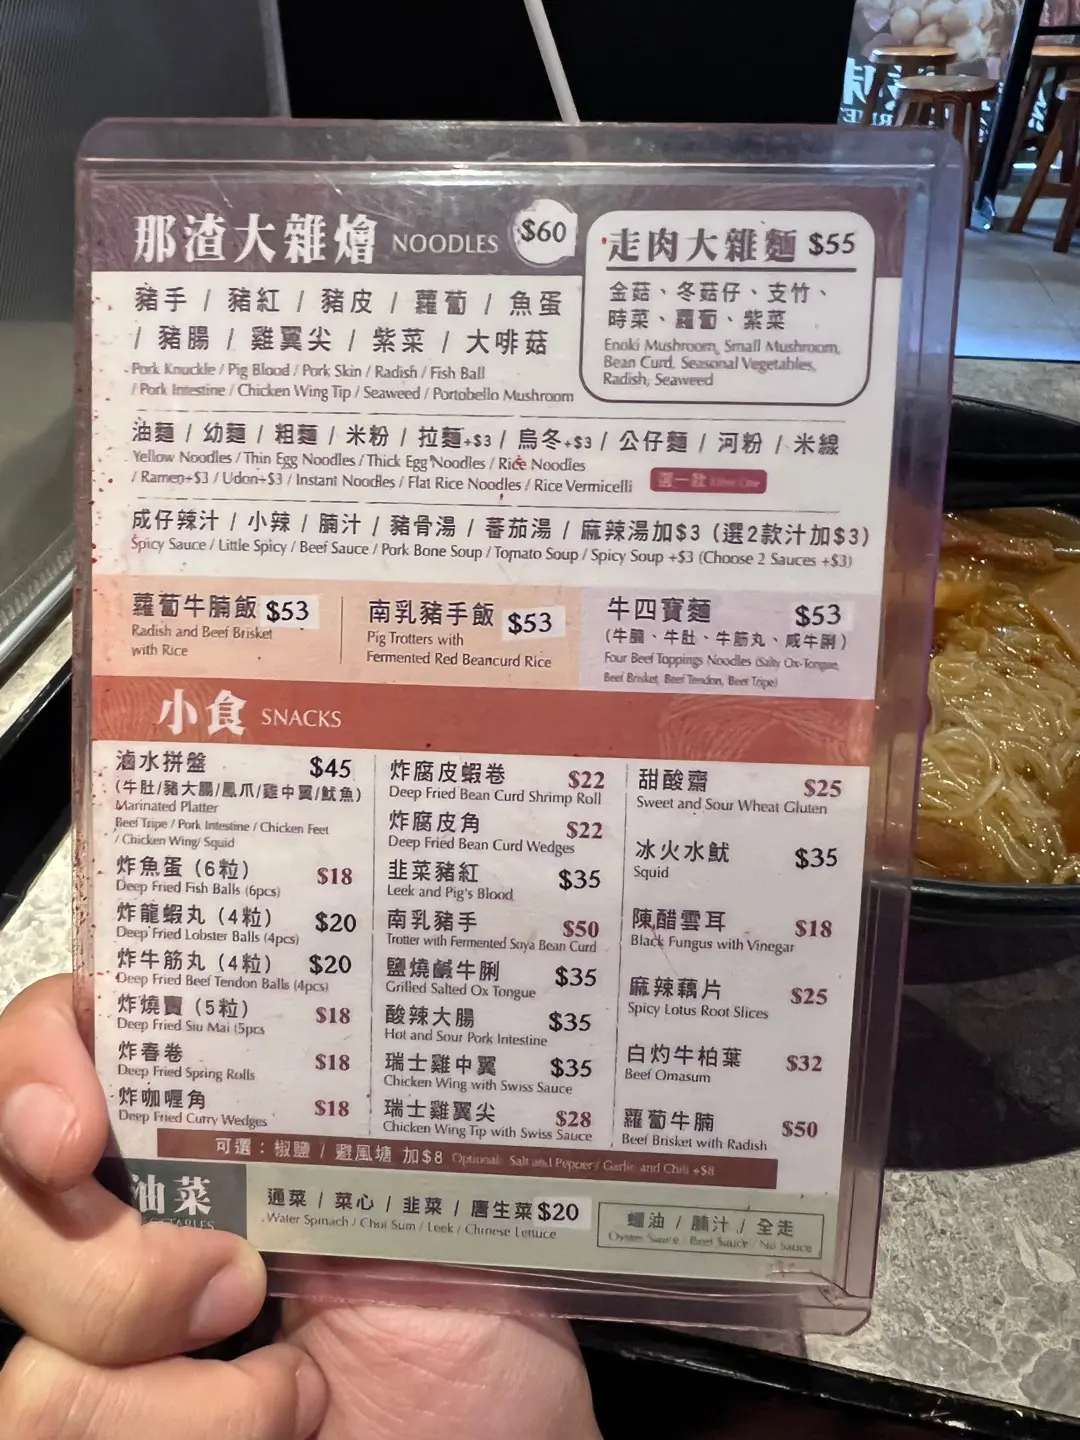 那渣大雜燴 NOODLES $60
豬手 / 豬紅 / 豬皮 / 蘿蔔 / 魚蛋
/ 豬腸 / 雞翼尖 / 紫菜 / 大啡菇
Pork Knuckle / Pig Blood / Pork Skin / Radish / Fish Ball
/ Pork Intestine / Chicken Wing Tip / Seaweed / Portobello Mushroom
走肉大雜麵 $55
金菇、冬菇仔、支竹、
時菜、蘿蔔、紫菜
Enoki Mushroom, Small Mushroom,
Bean Curd, Seasonal Vegetables,
Radish, Seaweed
油麵 / 幼麵 / 粗麵 / 米粉 / 拉麵+$3 / 烏冬+$3 / 公仔麵 / 河粉 / 米線
Yellow Noodles / Thin Egg Noodles / Thick Egg Noodles / Rice Noodles
/ Ramen+$3 / Udon+$3 / Instant Noodles / Flat Rice Noodles / Rice Vermicelli
選一款
成仔辣汁 / 小辣 / 腩汁 / 豬骨湯 / 蕃茄湯 / 麻辣湯加$3 (選2款汁加$3)
Spicy Sauce / Little Spicy / Beef Sauce / Pork Bone Soup / Tomato Soup / Spicy Soup +$3 (Choose 2 Sauces +$3)
蘿蔔牛腩飯 $53
Radish and Beef Brisket
with Rice
南乳豬手飯 $53
Pig Trotters with
Fermented Red Beancurd Rice
牛四寶麵 $53
(牛腩、牛肚、牛筋丸、咸牛脷)
Four Beef Toppings Noodles (Salty Ox-Tongue,
Beef Brisket, Beef Tendon, Beef Tripe)
小食 SNACKS
滷水拼盤 $45
(牛肚/豬大腸/鳳爪/雞中翼/魷魚)
Marinated Platter
Beef Tripe / Pork Intestine / Chicken Feet
/ Chicken Wing/ Squid
炸魚蛋 (6粒) $18
Deep Fried Fish Balls (6pcs)
炸龍蝦丸 (4粒) $20
Deep Fried Lobster Balls (4pcs)
炸牛筋丸 (4粒) $20
Deep Fried Beef Tendon Balls (4pcs)
炸燒賣 (5粒) $18
Deep Fried Siu Mai (5pcs
炸春卷 $18
Deep Fried Spring Rolls
炸咖喱角 $18
Deep Fried Curry Wedges
炸腐皮蝦卷 $22
Deep Fried Bean Curd Shrimp Roll
炸腐皮角 $22
Deep Fried Bean Curd Wedges
韭菜豬紅 $35
Leek and Pig's Blood
南乳豬手 $50
Trotter with Fermented Soya Bean Curd
鹽燒鹹牛脷 $35
Grilled Salted Ox Tongue
酸辣大腸 $35
Hot and Sour Pork Intestine
瑞士雞中翼 $35
Chicken Wing with Swiss Sauce
瑞士雞翼尖 $28
Chicken Wing Tip with Swiss Sauce
甜酸齋 $25
Sweet and Sour Wheat Gluten
冰火水魷 $35
Squid
陳醋雲耳 $18
Black Fungus with Vinegar
麻辣藕片 $25
Spicy Lotus Root Slices
白灼牛柏葉 $32
Beef Omasum
蘿蔔牛腩 $50
Beef Brisket with Radish
可選：椒鹽 / 避風塘 加$8 Optional: Salt and Pepper / Garlic and Chili +$8
油菜
通菜 / 菜心 / 韭菜 / 唐生菜 $20
Water Spinach / Choi Sum / Leek / Chinese Lettuce
蠔油 / 腩汁 / 全走
Oyster Sauce / Beef Sauce / No Sauce